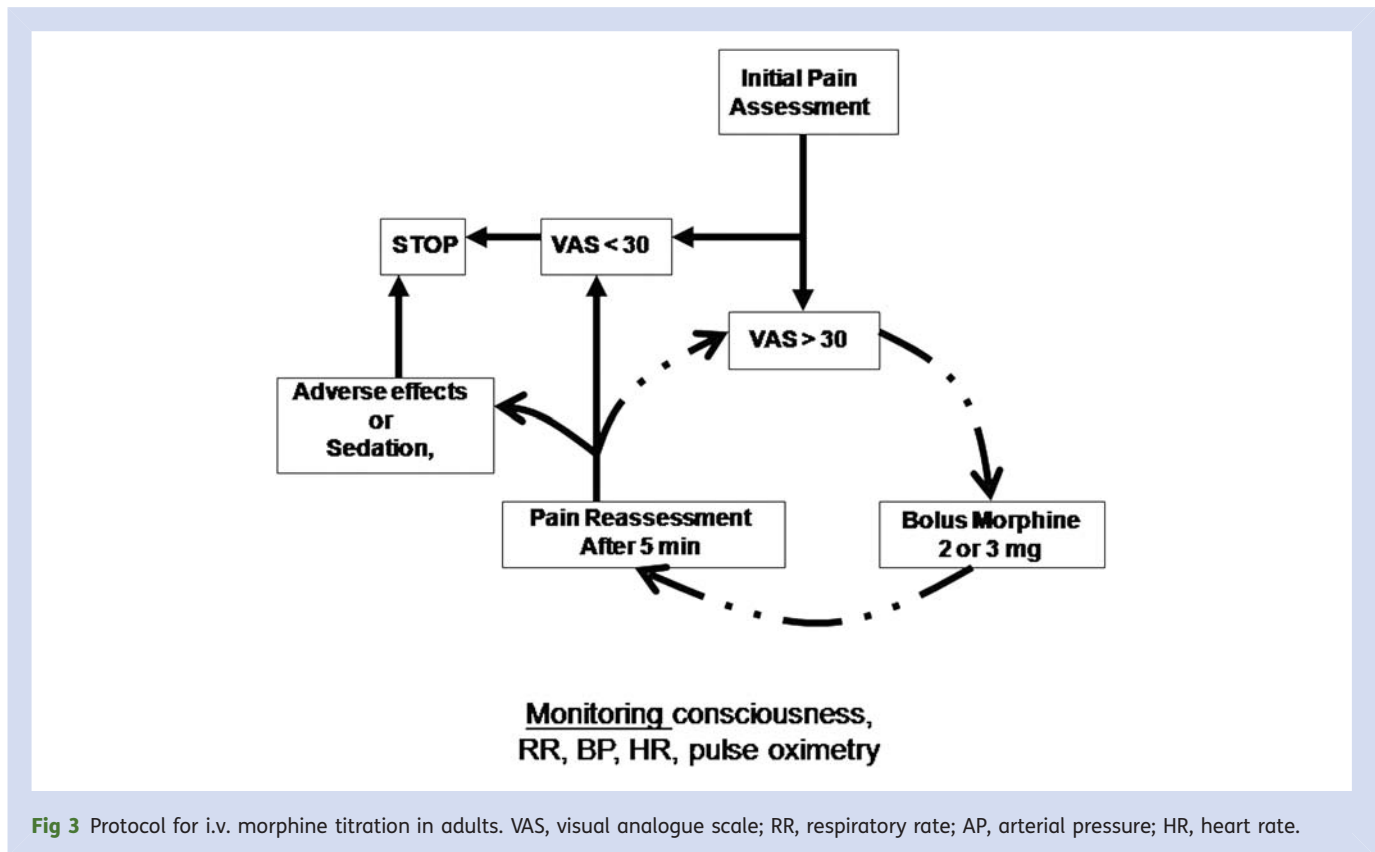 Initial Pain
Assessment
STOP
VAS < 30
VAS > 30
Adverse effects
or
Sedation,
Pain Reassessment
After 5 min
Bolus Morphine
2 or 3 mg
Monitoring consciousness,
RR, BP, HR, pulse oximetry
Fig 3 Protocol for i.v. morphine titration in adults. VAS, visual analogue scale; RR, respiratory rate; AP, arterial pressure; HR, heart rate.